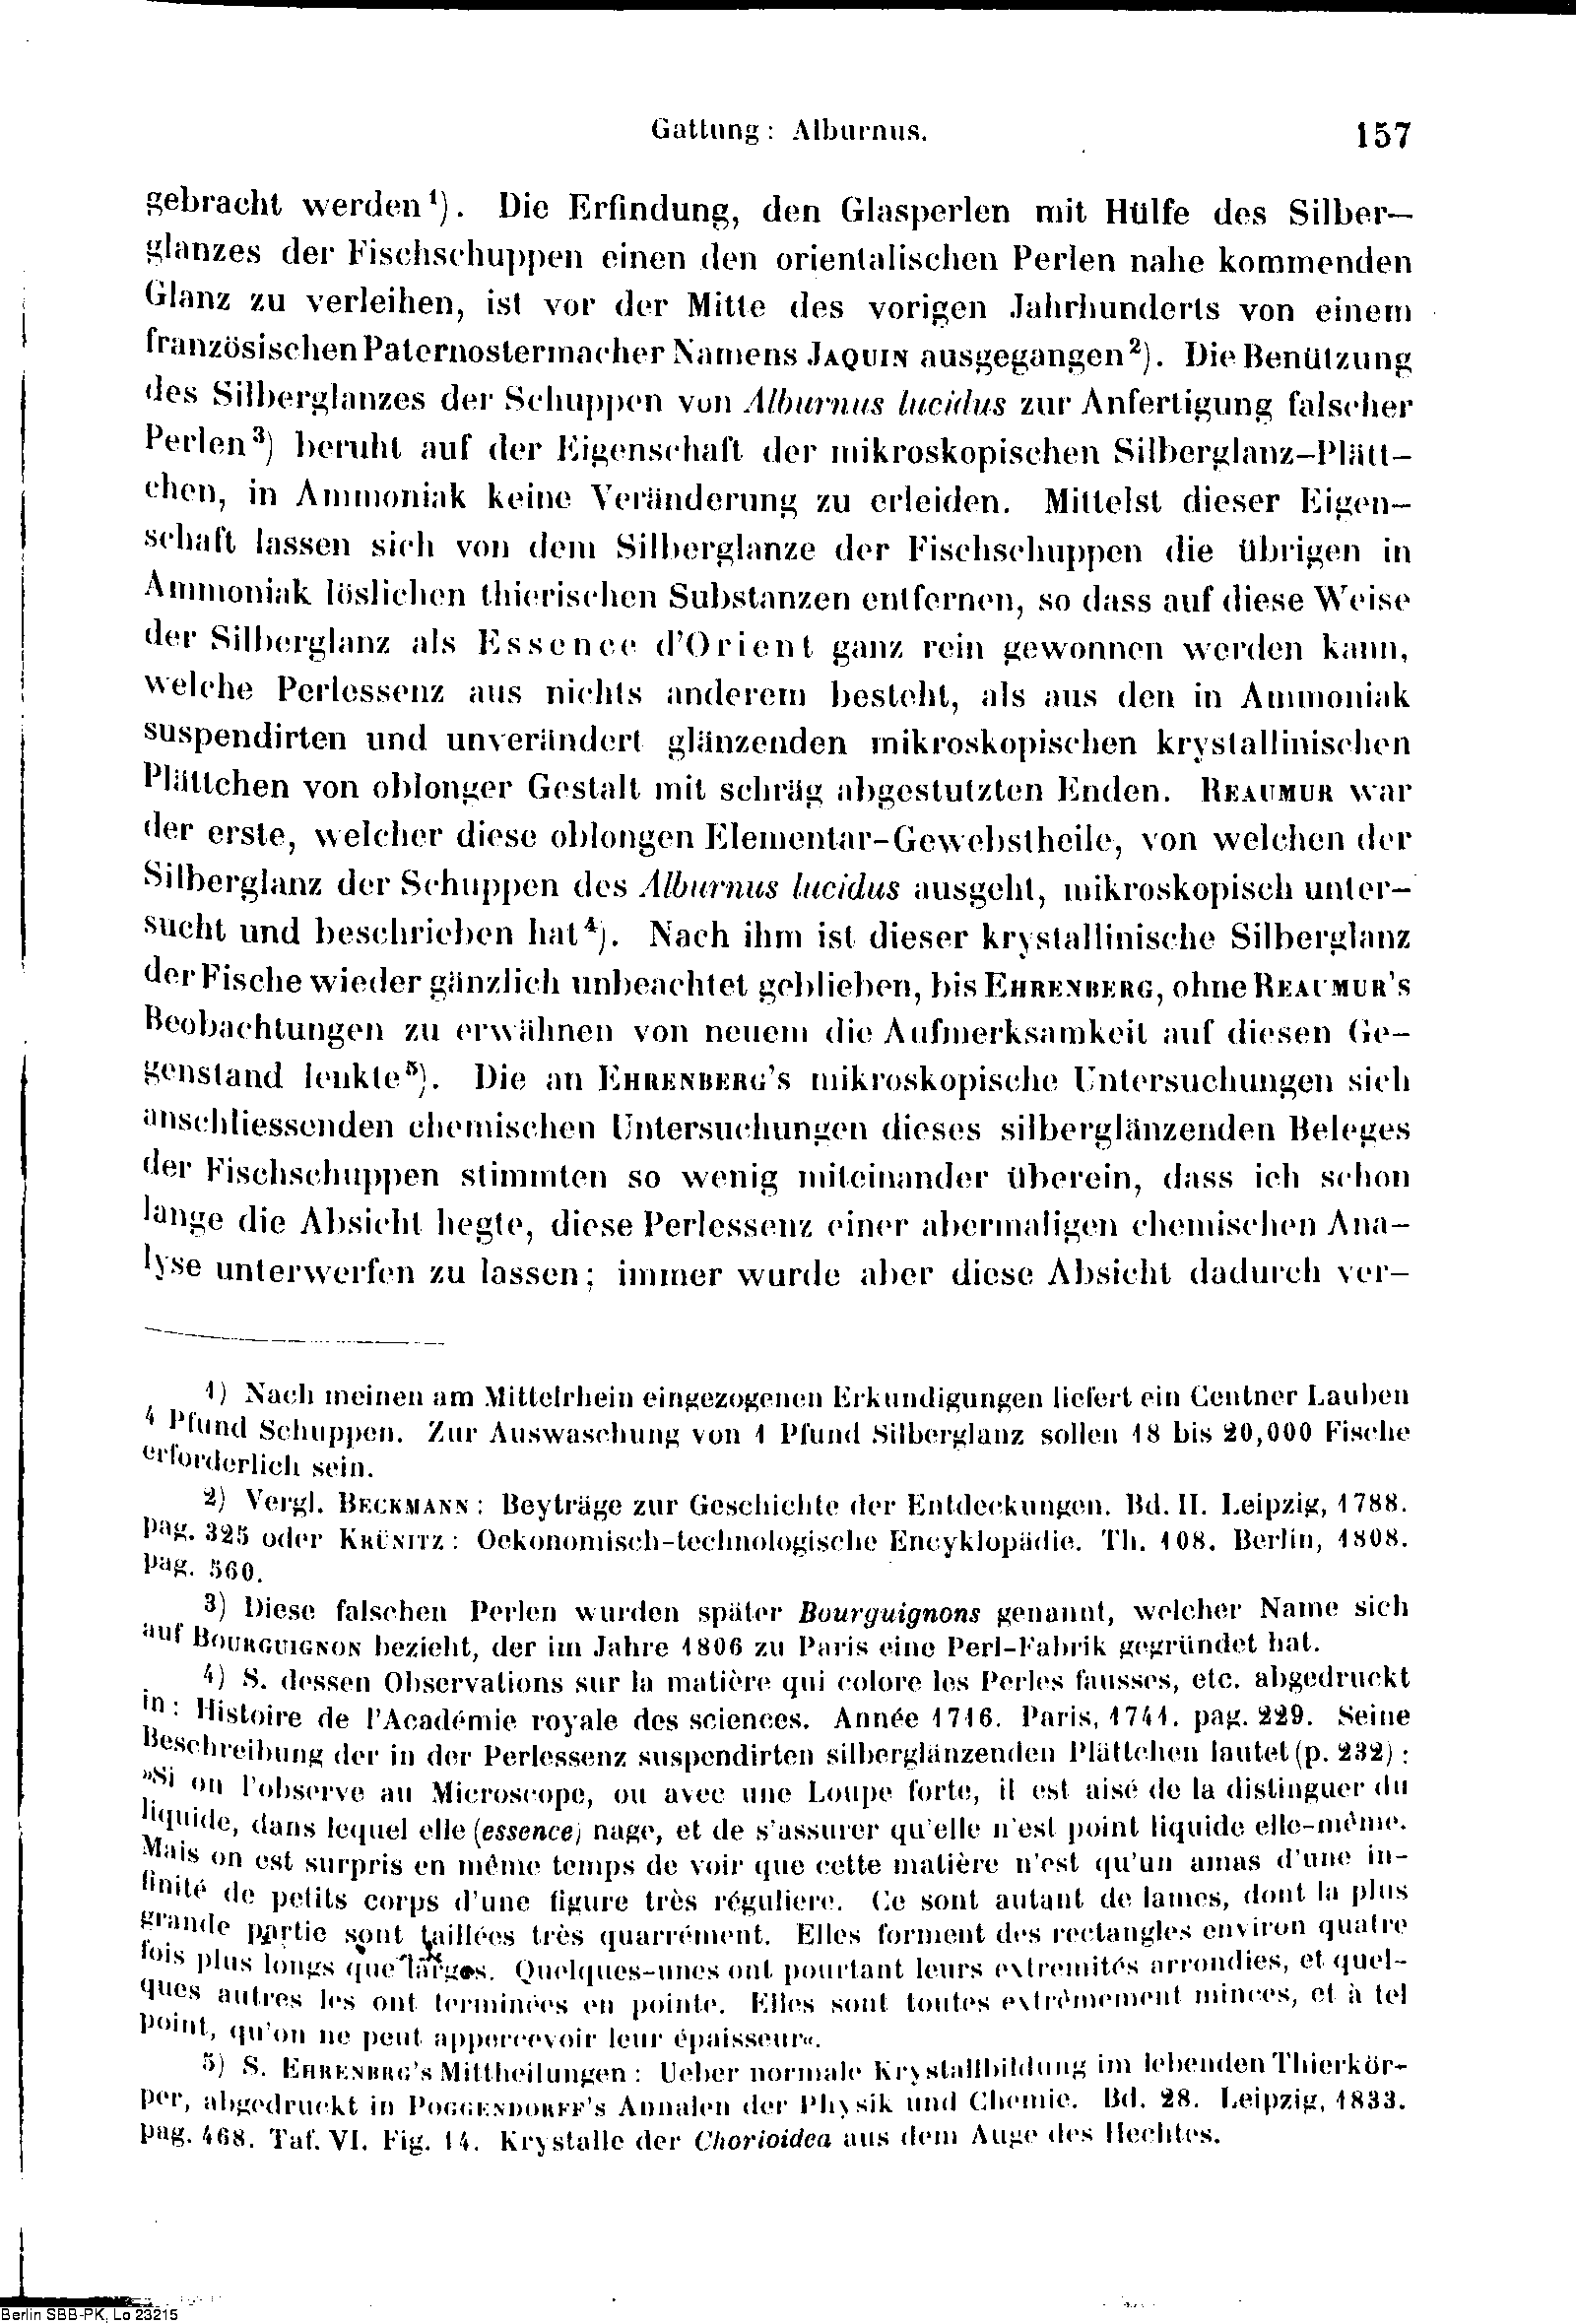 Gattung: Alburnus. 157
gebracht werden¹). Die Erfindung, den Glasperlen mit Hülfe des Silber-
glanzes der Fischschuppen einen den orientalischen Perlen nahe kommenden
Glanz zu verleihen, ist vor der Mitte des vorigen Jahrhunderts von einem
französischen Paternostermacher Namens JAQUIN ausgegangen²). Die Benützung
des Silberglanzes der Schuppen von Alburnus lucidus zur Anfertigung falscher
Perlen³) beruht auf der Eigenschaft der mikroskopischen Silberglanz-Plätt-
chen, in Ammoniak keine Veränderung zu erleiden. Mittelst dieser Eigen-
schaft lassen sich von dem Silberglanze der Fischschuppen die übrigen in
Ammoniak löslichen thierischen Substanzen entfernen, so dass auf diese Weise
der Silberglanz als Essence d'Orient ganz rein gewonnen werden kann,
welche Perlessenz aus nichts anderem besteht, als aus den in Ammoniak
suspendirten und unverändert glänzenden mikroskopischen krystallinischen
Plättchen von oblonger Gestalt mit schräg abgestutzten Enden. REAUMUR war
der erste, welcher diese oblongen Elementar-Gewebstheile, von welchen der
Silberglanz der Schuppen des Alburnus lucidus ausgeht, mikroskopisch unter-
sucht und beschrieben hat⁴). Nach ihm ist dieser krystallinische Silberglanz
der Fische wieder gänzlich unbeachtet geblieben, bis EHRENBERG, ohne REAUMUR's
Beobachtungen zu erwähnen von neuem die Aufmerksamkeit auf diesen Ge-
genstand lenkte⁵). Die an EHRENBERG's mikroskopische Untersuchungen sich
anschliessenden chemischen Untersuchungen dieses silberglänzenden Beleges
der Fischschuppen stimmten so wenig miteinander überein, dass ich schon
lange die Absicht hegte, diese Perlessenz einer abermaligen chemischen Ana-
lyse unterwerfen zu lassen; immer wurde aber diese Absicht dadurch ver-
1) Nach meinen am Mittelrhein eingezogenen Erkundigungen liefert ein Centner Lauben
4 Pfund Schuppen. Zur Auswaschung von 1 Pfund Silberglanz sollen 18 bis 20,000 Fische
erforderlich sein.
2) Vergl. BECKMANN: Beyträge zur Geschichte der Entdeckungen. Bd. II. Leipzig, 1788.
pag. 325 oder KRÜNITZ: Oekonomisch-technologische Encyklopädie. Th. 108. Berlin, 1808.
pag. 560.
3) Diese falschen Perlen wurden später Bourguignons genannt, welcher Name sich
auf BOURGUIGNON bezieht, der im Jahre 1806 zu Paris eine Perl-Fabrik gegründet hat.
4) S. dessen Observations sur la matière qui colore les Perles fausses, etc. abgedruckt
in: Histoire de l'Académie royale des sciences. Année 1716. Paris, 1741. pag. 229. Seine
Beschreibung der in der Perlessenz suspendirten silberglänzenden Plättchen lautet (p. 232):
»Si on l'observe au Microscope, ou avec une Loupe forte, il est aisé de la distinguer du
liquide, dans lequel elle (essence) nage, et de s'assurer qu'elle n'est point liquide elle-même.
Mais on est surpris en même temps de voir que cette matière n'est qu'un amas d'une in-
finité de petits corps d'une figure très réguliere. Ce sont autant de lames, dont la plus
grande partie sont taillées très quarrément. Elles forment des rectangles environ quatre
fois plus longs que larges. Quelques-unes ont pourtant leurs extremités arrondies, et quel-
ques autres les ont terminées en pointe. Elles sont toutes extrêmement minces, et à tel
point, qu'on ne peut appercevoir leur épaisseur«.
5) S. EHRENBRG's Mittheilungen: Ueber normale Krystallbildung im lebenden Thierkör-
per, abgedruckt in POGGENDORFF's Annalen der Physik und Chemie. Bd. 28. Leipzig, 1833.
pag. 468. Taf. VI. Fig. 14. Krystalle der Chorioidea aus dem Auge des Hechtes.
Berlin SBB-PK, Lo 23215